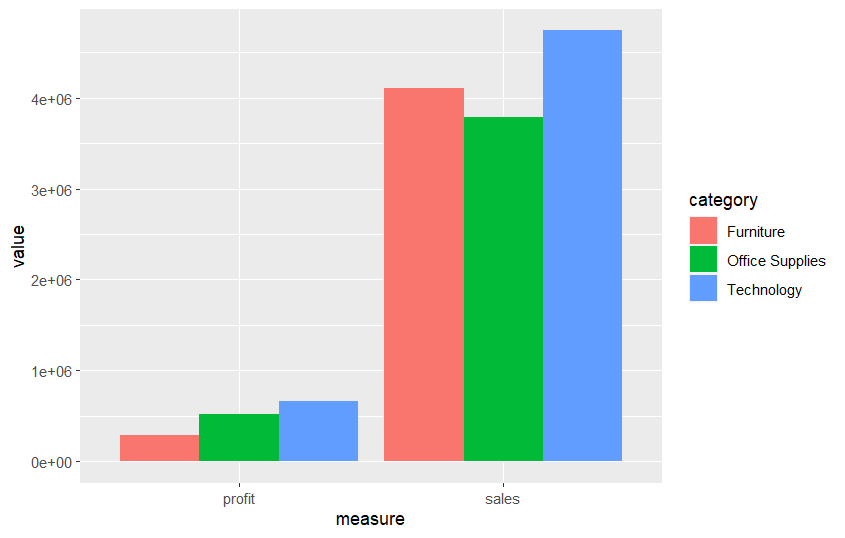 value
4e+06
3e+06
2e+06
1e+06
0e+00
profit
sales
measure
category
Furniture
Office Supplies
Technology